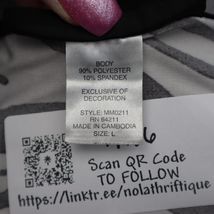 BODY
90% POLYESTER
10% SPANDEX
EXCLUSIVE OF
DECORATION
STYLE: MM0211
RN 84211
MADE IN CAMBODIA
SIZE: L
Scan QR Code
TO FOLLOW
https://linktr.ee/nolathriftique